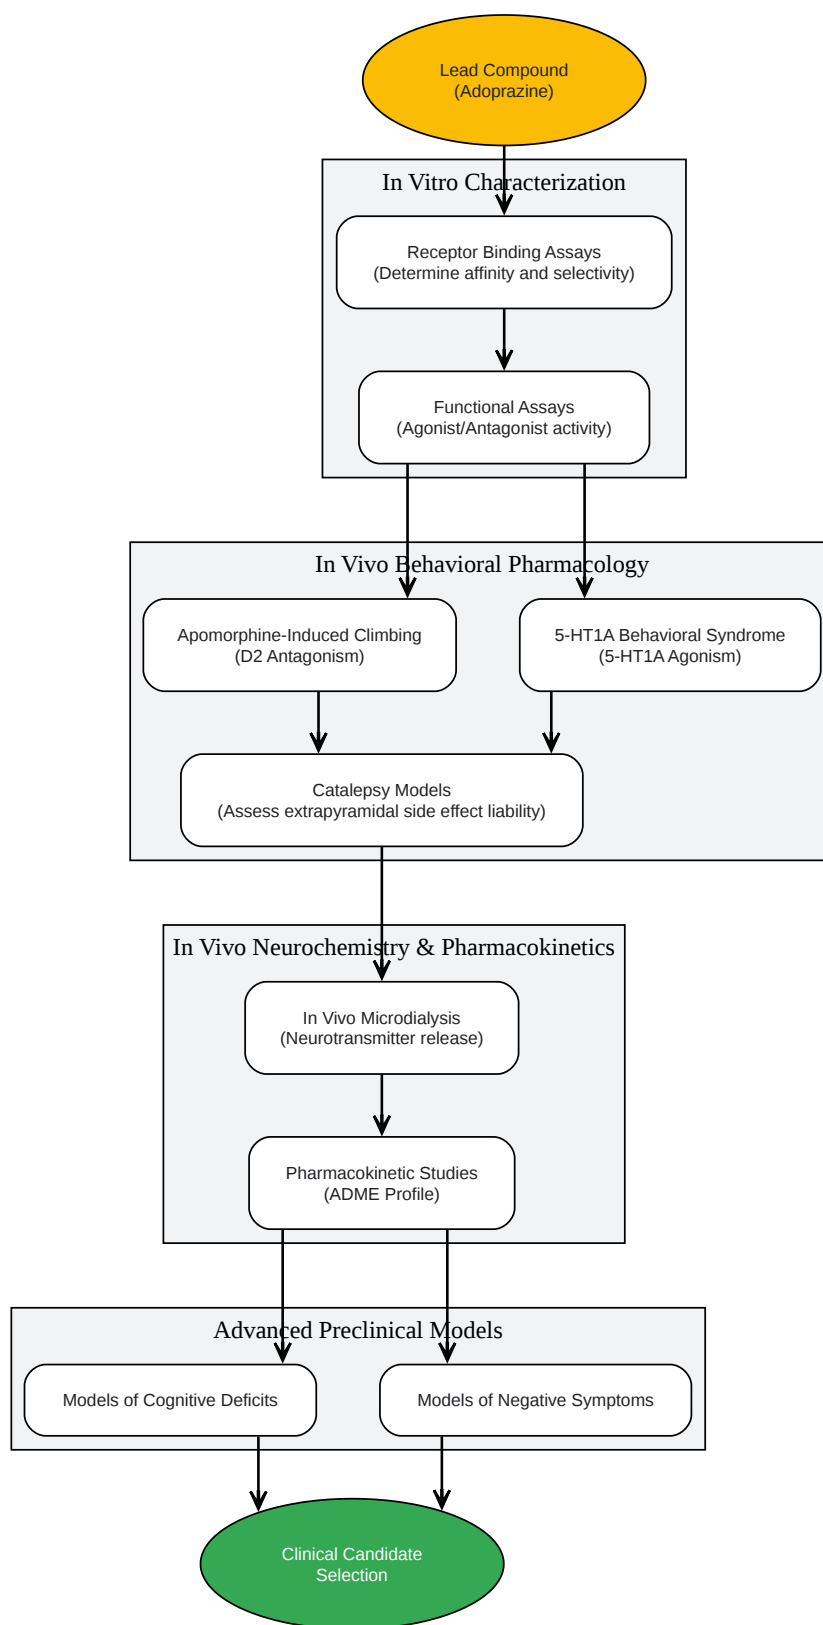 Lead Compound
(Adoprazine)
In Vitro Characterization
Receptor Binding Assays
(Determine affinity and selectivity)
Functional Assays
(Agonist/Antagonist activity)
In Vivo Behavioral Pharmacology
Apomorphine-Induced Climbing
(D2 Antagonism)
5-HT1A Behavioral Syndrome
(5-HT1A Agonism)
Catalepsy Models
(Assess extrapyramidal side effect liability)
In Vivo Neurochemistry & Pharmacokinetics
In Vivo Microdialysis
(Neurotransmitter release)
Pharmacokinetic Studies
(ADME Profile)
Advanced Preclinical Models
Models of Cognitive Deficits
Models of Negative Symptoms
Clinical Candidate
Selection